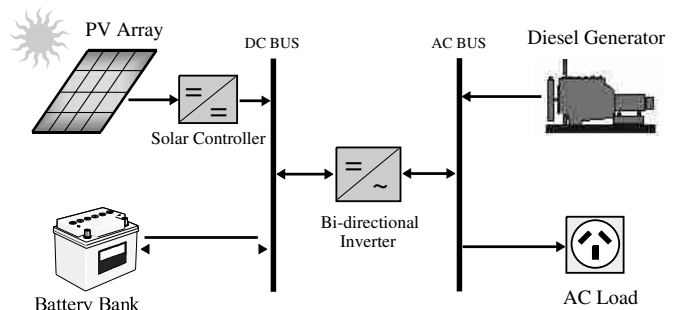 PV Array
DC BUS
AC BUS
Diesel Generator
Solar Controller
Bi-directional
Inverter
Battery Bank
AC Load